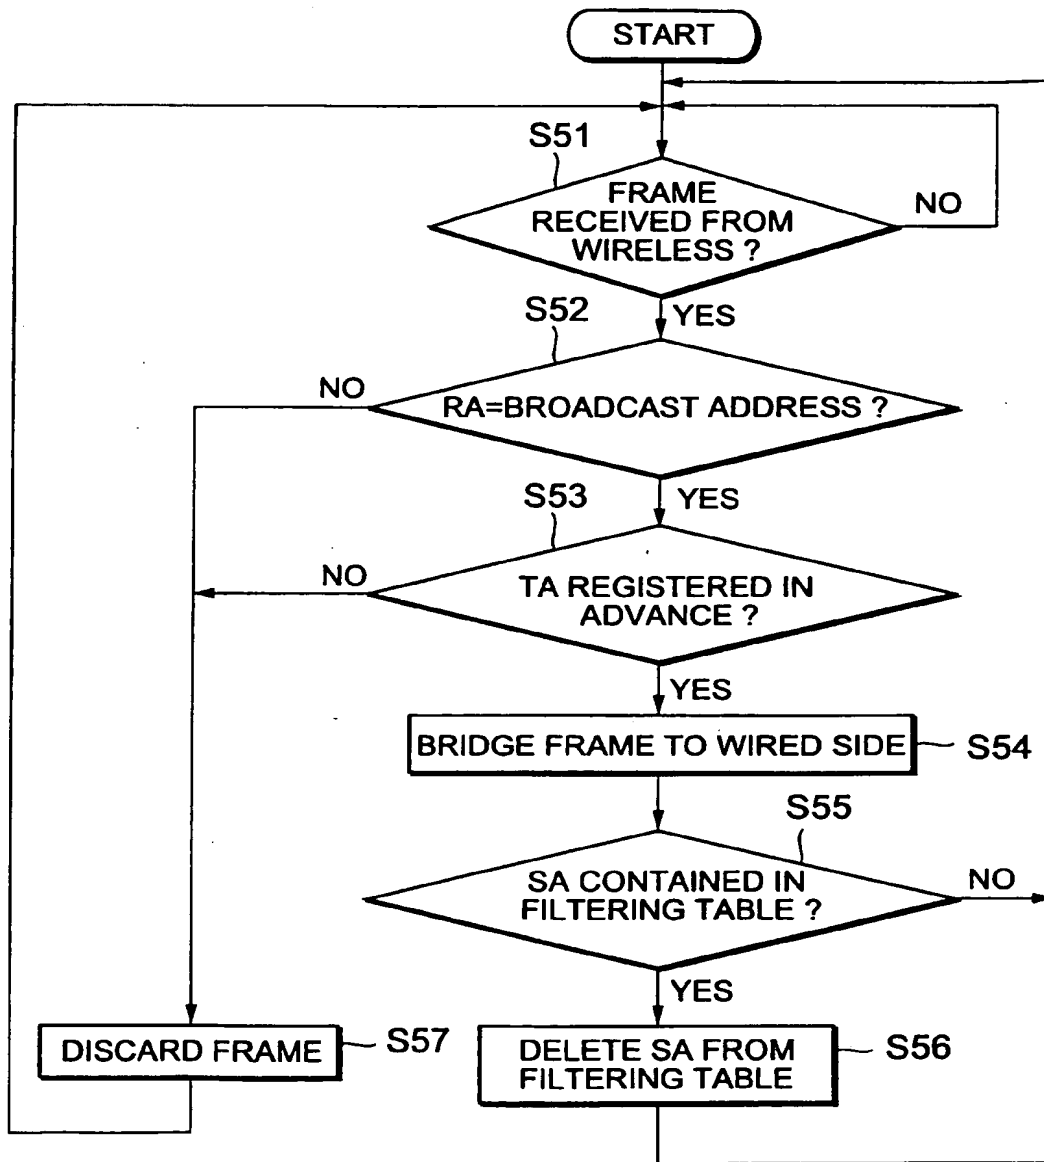 START
S51
FRAME
RECEIVED FROM
WIRELESS ?
NO
YES
S52
NO
RA=BROADCAST ADDRESS ?
YES
S53
NO
TA REGISTERED IN
ADVANCE ?
YES
BRIDGE FRAME TO WIRED SIDE
S54
S55
SA CONTAINED IN
FILTERING TABLE ?
NO
YES
DISCARD FRAME
S57
DELETE SA FROM
FILTERING TABLE
S56